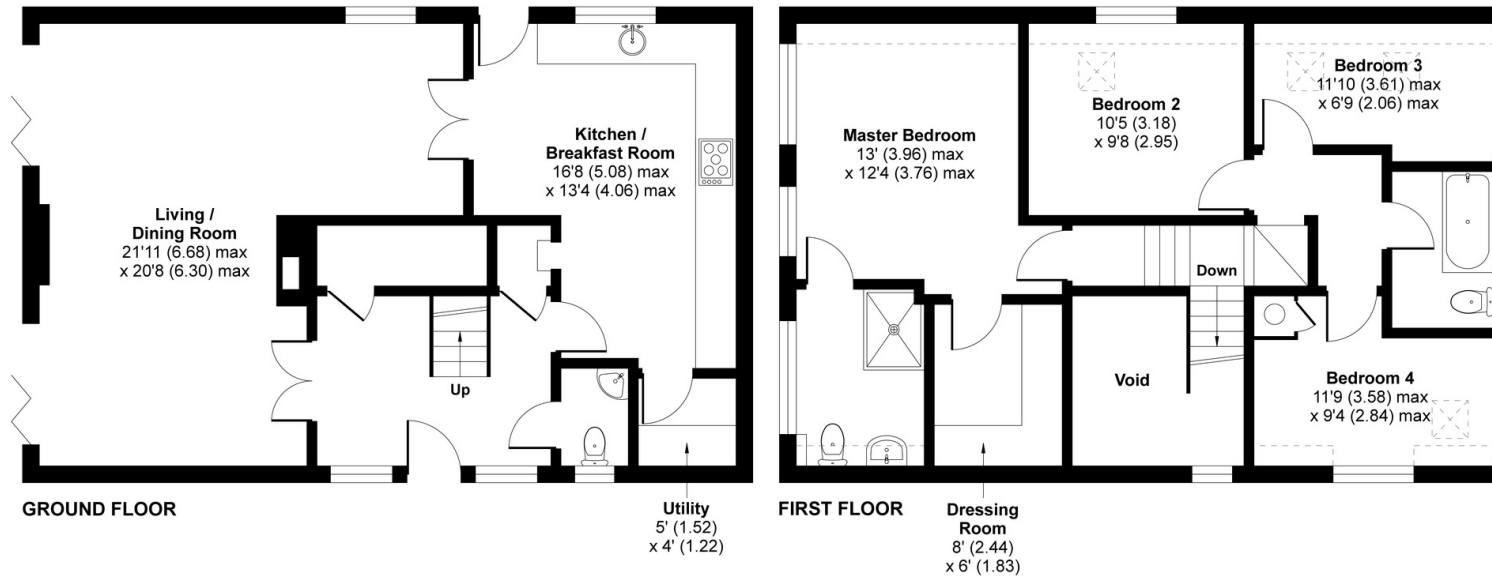 Living /
Dining Room
21'11 (6.68) max
x 20'8 (6.30) max
Kitchen /
Breakfast Room
16'8 (5.08) max
x 13'4 (4.06) max
Up
GROUND FLOOR
Utility
5' (1.52)
x 4' (1.22)
Master Bedroom
13' (3.96) max
x 12'4 (3.76) max
Bedroom 2
10'5 (3.18)
x 9'8 (2.95)
Bedroom 3
11'10 (3.61) max
x 6'9 (2.06) max
Down
Void
Bedroom 4
11'9 (3.58) max
x 9'4 (2.84) max
FIRST FLOOR
Dressing
Room
8' (2.44)
x 6' (1.83)